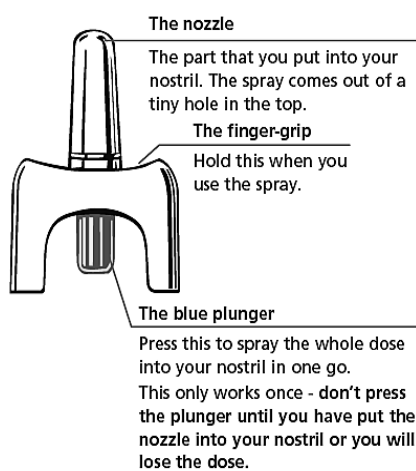 The nozzle
The part that you put into your
nostril. The spray comes out of a
tiny hole in the top.
The finger-grip
Hold this when you
use the spray.
The blue plunger
Press this to spray the whole dose
into your nostril in one go.
This only works once - don't press
the plunger until you have put the
nozzle into your nostril or you will
lose the dose.